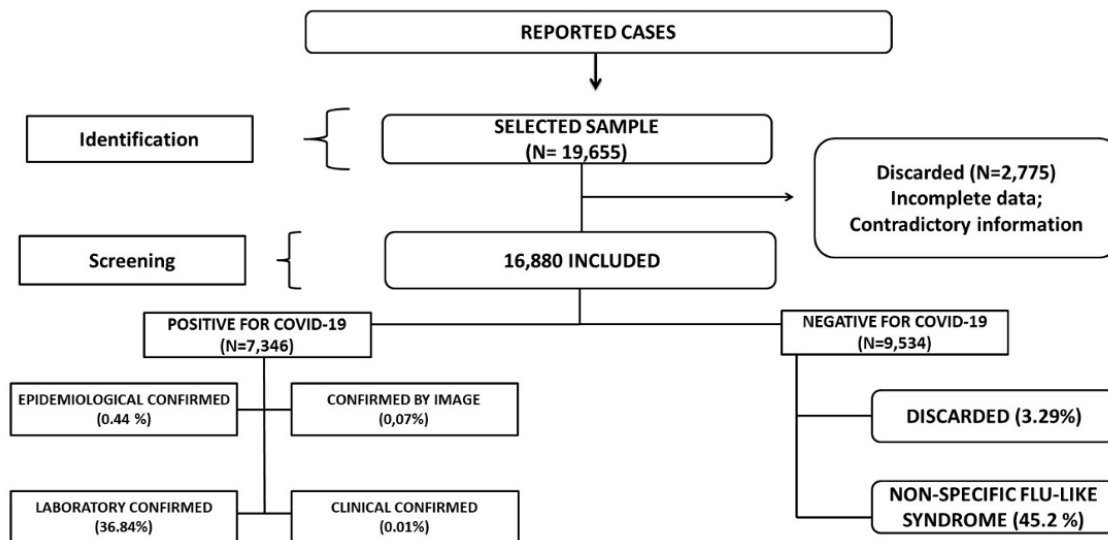 REPORTED CASES
Identification
SELECTED SAMPLE
(N= 19,655)
Discarded (N=2,775)
Incomplete data;
Contradictory information
Screening
16,880 INCLUDED
POSITIVE FOR COVID-19
(N=7,346)
NEGATIVE FOR COVID-19
(N=9,534)
EPIDEMIOLOGICAL CONFIRMED
(0.44 %)
CONFIRMED BY IMAGE
(0,07%)
DISCARDED (3.29%)
LABORATORY CONFIRMED
(36.84%)
CLINICAL CONFIRMED
(0.01%)
NON-SPECIFIC FLU-LIKE
SYNDROME (45.2 %)